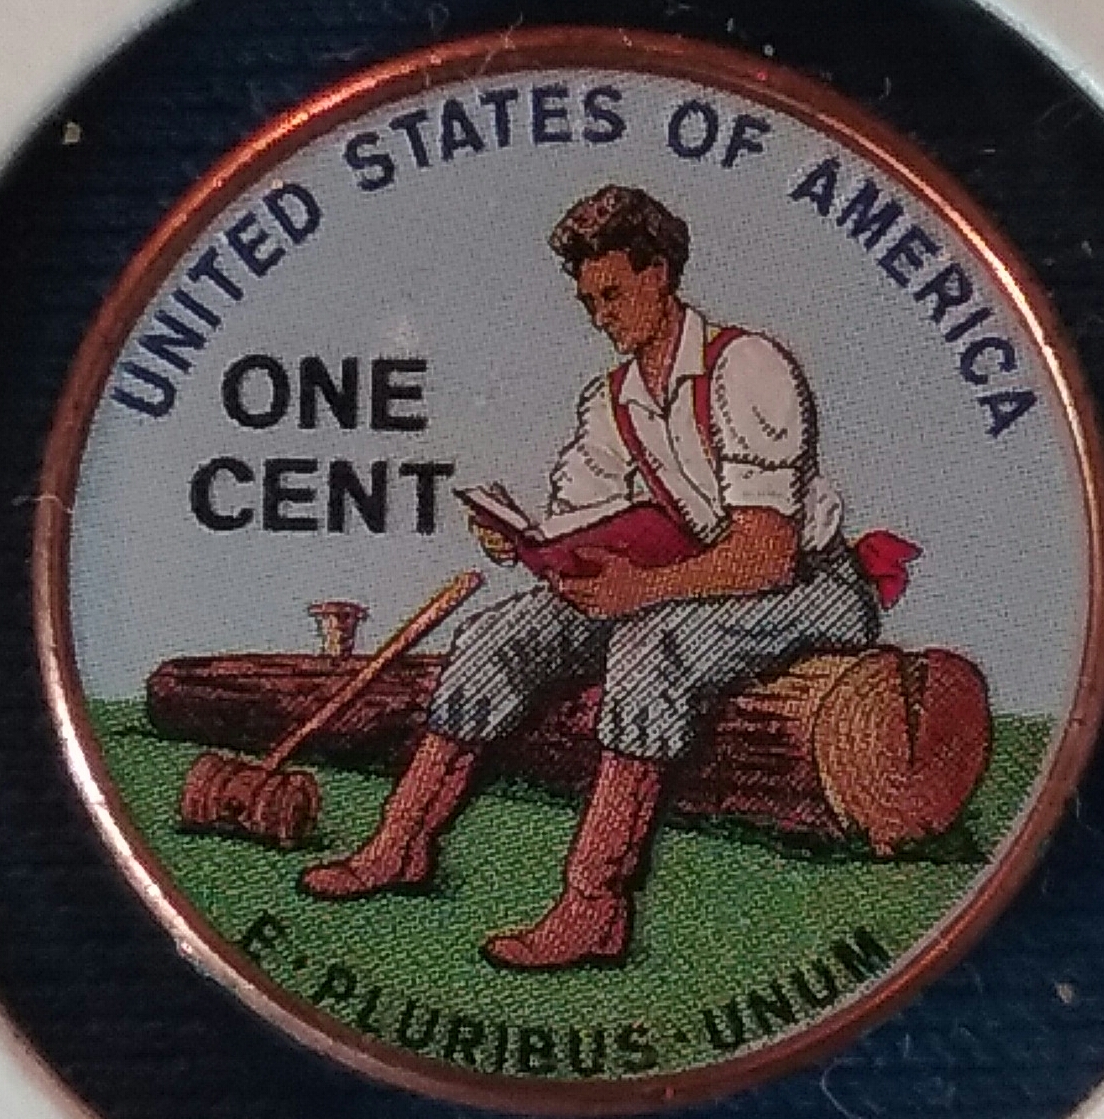 UNITED STATES OF AMERICA
ONE
CENT
E · PLURIBUS · UNUM